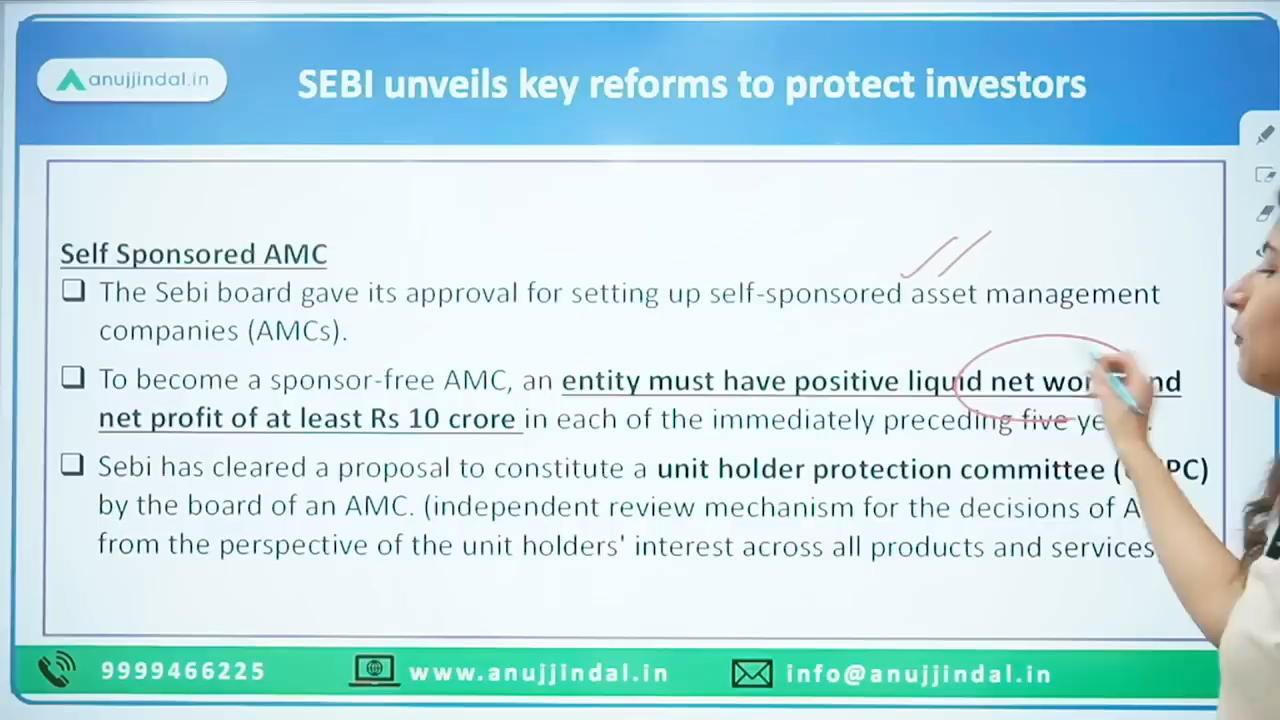 anujjindal.in
SEBI unveils key reforms to protect investors
Self Sponsored AMC
The Sebi board gave its approval for setting up self-sponsored asset management
companies (AMCs).
To become a sponsor-free AMC, an entity must have positive liquid net
net profit of at least Rs 10 crore in each of the immediately preceding five
Sebi has cleared a proposal to constitute a unit holder protection committee
by the board of an AMC. (independent review mechanism for the decisions of
from the perspective of the unit holders' interest across all products and services
9999466225 www.anujjindal.in info@anujjindal.in